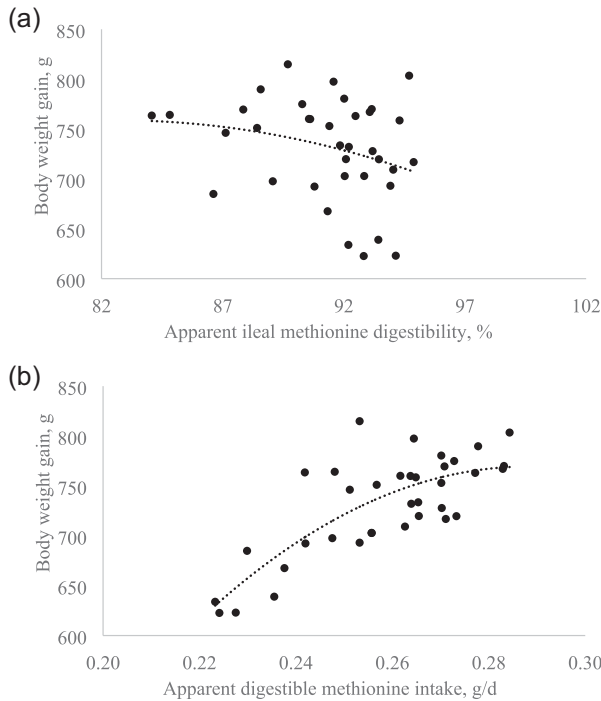 (a)
850
800
750
700
650
600
Body weight gain, g
82 87 92 97 102
Apparent ileal methionine digestibility, %
(b)
850
800
750
700
650
600
Body weight gain, g
0.20 0.22 0.24 0.26 0.28 0.30
Apparent digestible methionine intake, g/d